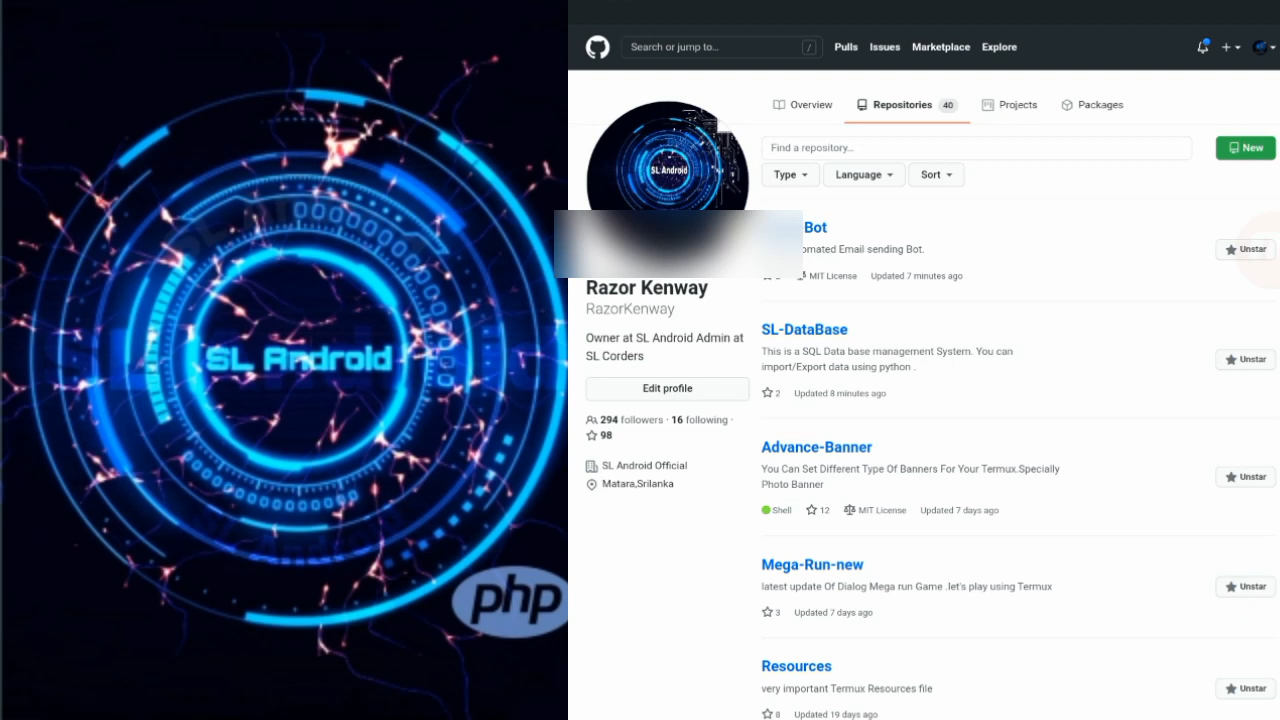 SL Android
php
Search or jump to…
/
Pulls
Issues
Marketplace
Explore
Overview
Repositories 40
Projects
Packages
Find a repository…
New
Type
Language
Sort
SL Android
Bot
omated Email sending Bot.
MIT License Updated 7 minutes ago
Unstar
Razor Kenway
RazorKenway
Owner at SL Android Admin at
SL Corders
Edit profile
294 followers · 16 following ·
98
SL Android Official
Matara,Srilanka
SL-DataBase
This is a SQL Data base management System. You can
import/Export data using python .
2 Updated 8 minutes ago
Unstar
Advance-Banner
You Can Set Different Type Of Banners For Your Termux.Specially
Photo Banner
Shell 12 MIT License Updated 7 days ago
Unstar
Mega-Run-new
latest update Of Dialog Mega run Game .let's play using Termux
3 Updated 7 days ago
Unstar
Resources
very important Termux Resources file
8 Updated 19 days ago
Unstar